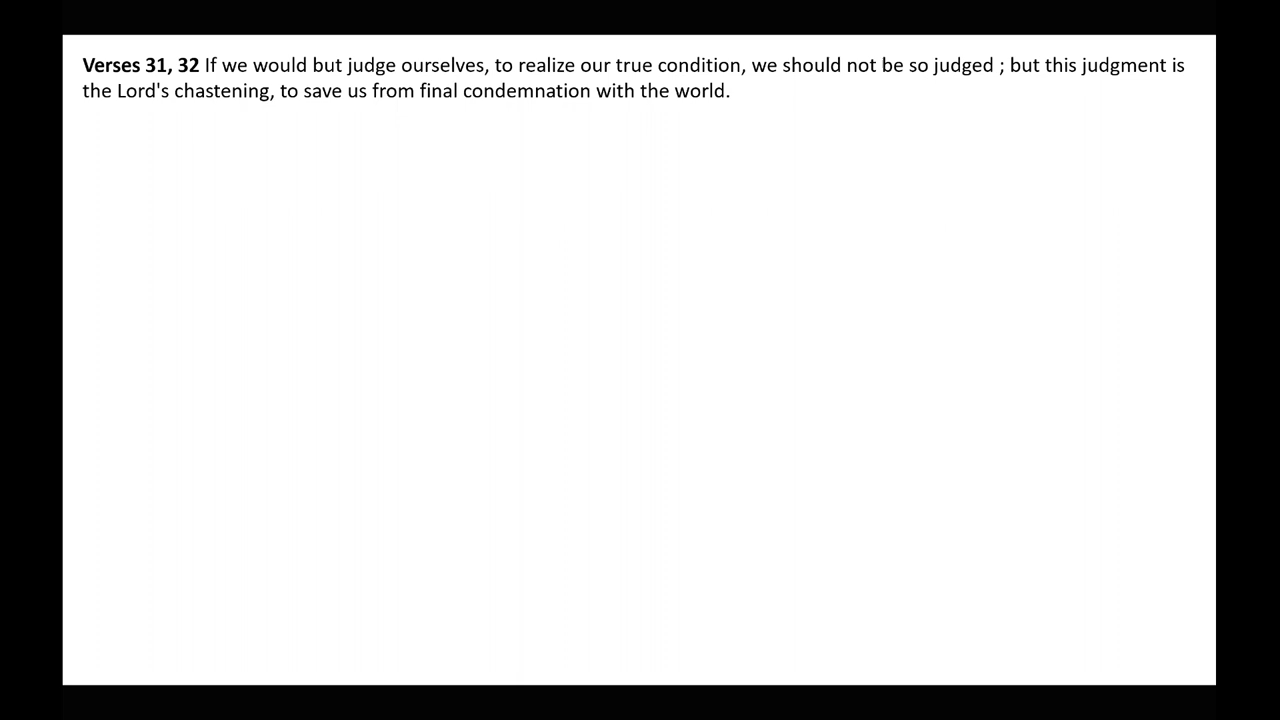 Verses 31, 32 If we would but judge ourselves, to realize our true condition, we should not be so judged ; but this judgment is
the Lord's chastening, to save us from final condemnation with the world.